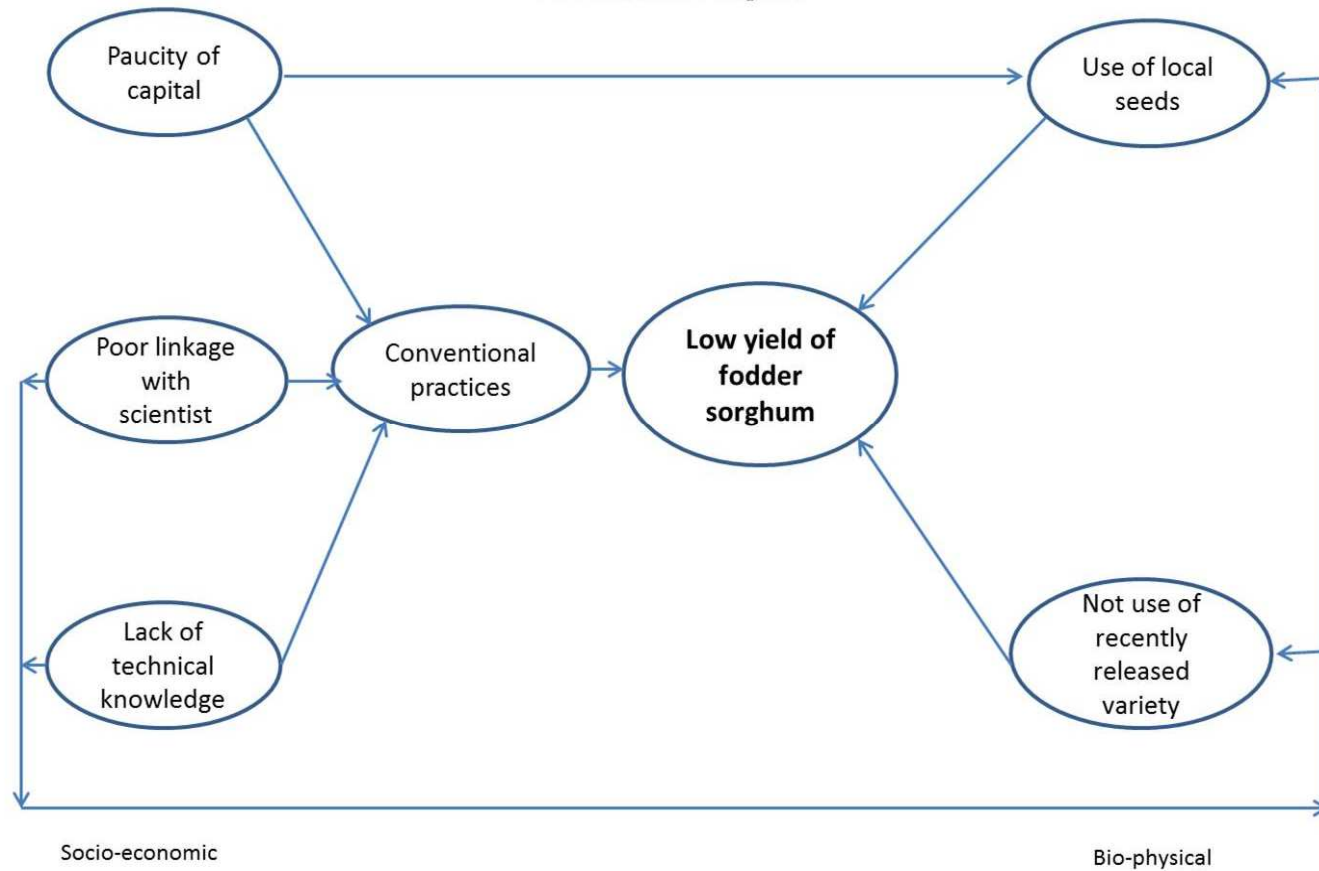 Paucity of
capital
Use of local
seeds
Poor linkage
with
scientist
Conventional
practices
Low yield of
fodder
sorghum
Lack of
technical
knowledge
Not use of
recently
released
variety
Socio-economic
Bio-physical